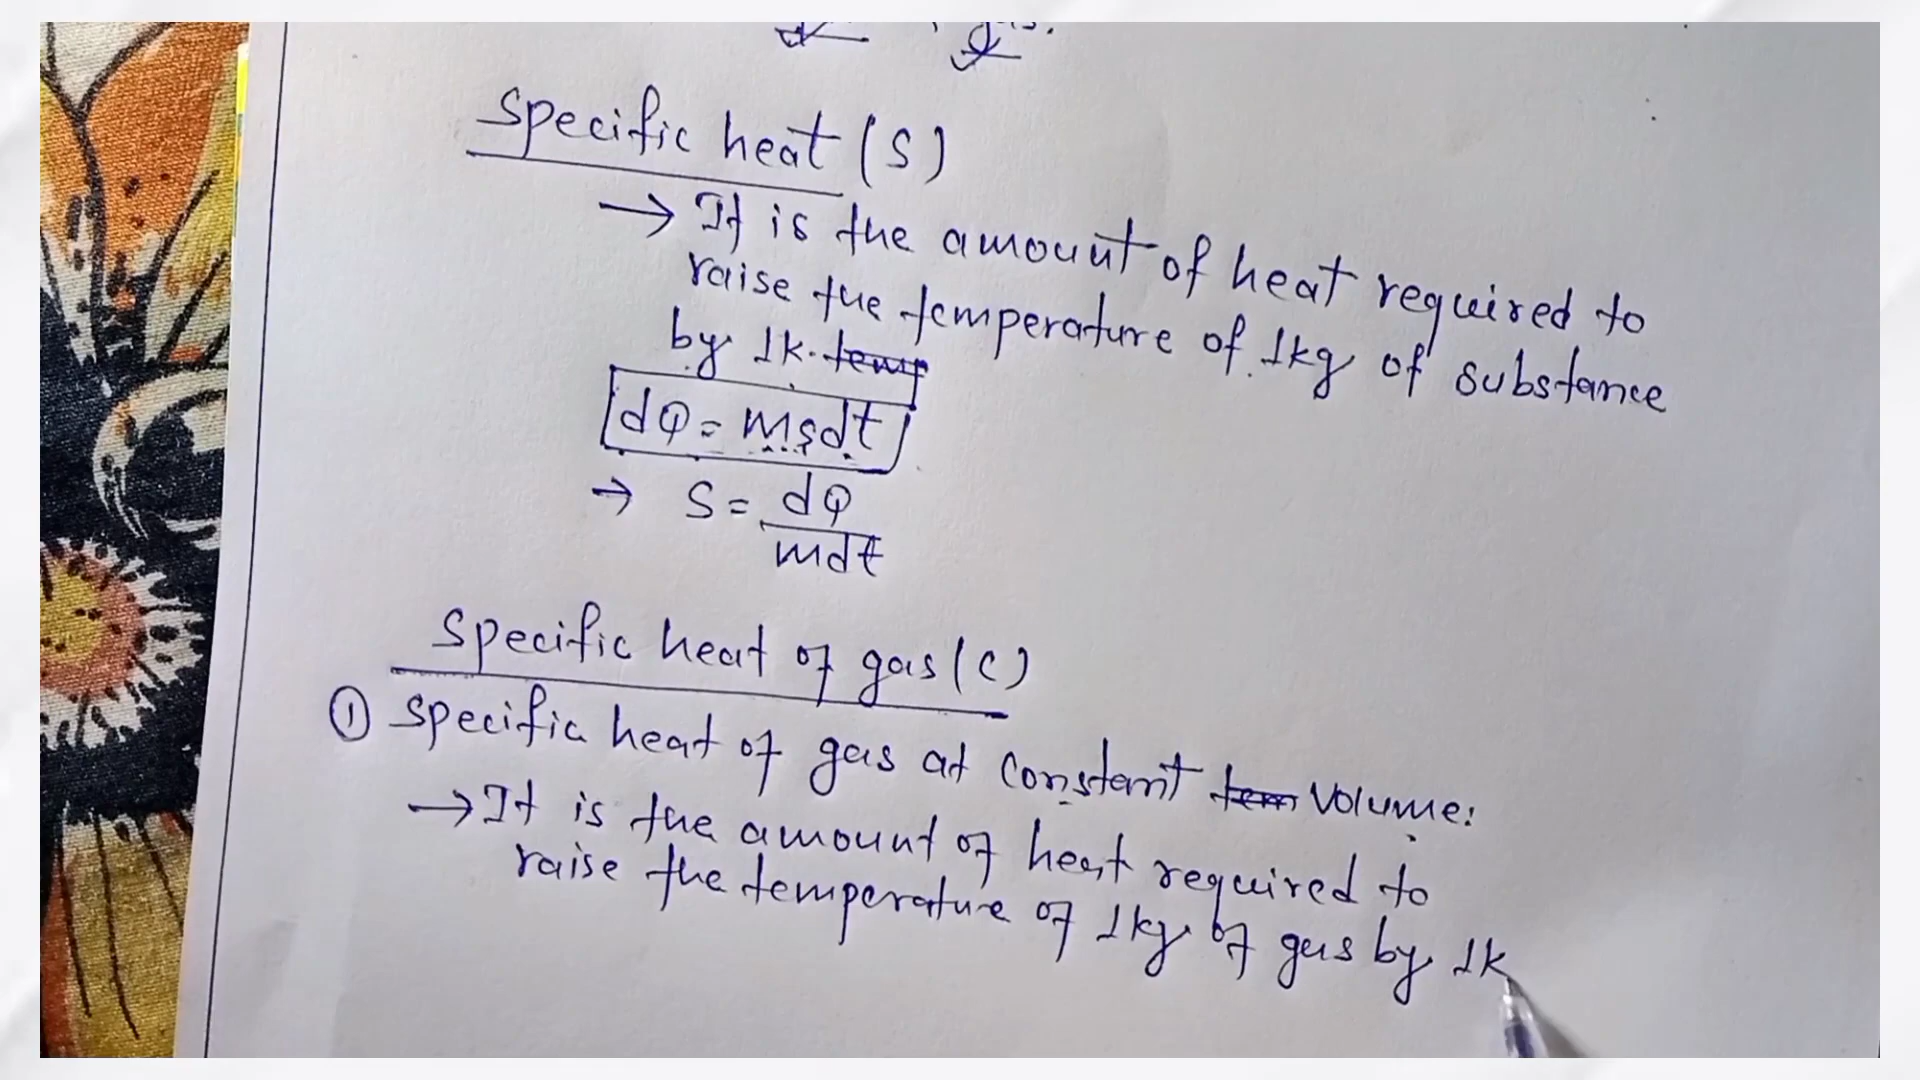 Specific heat (S)
→ It is the amount of heat required to
raise the temperature of 1kg of substance
by 1k. temp
dQ = msdt
→ S = dQ
mdt
Specific heat of gas (C)
① Specific heat of gas at constant tem Volume:
→ It is the amount of heat required to
raise the temperature of 1kg of gas by 1k